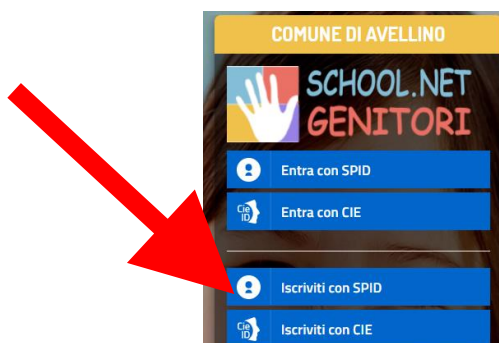 COMUNE DI AVELLINO
SCHOOL.NET
GENITORI
Entra con SPID
CIE ID Entra con CIE
Iscriviti con SPID
CIE ID Iscriviti con CIE